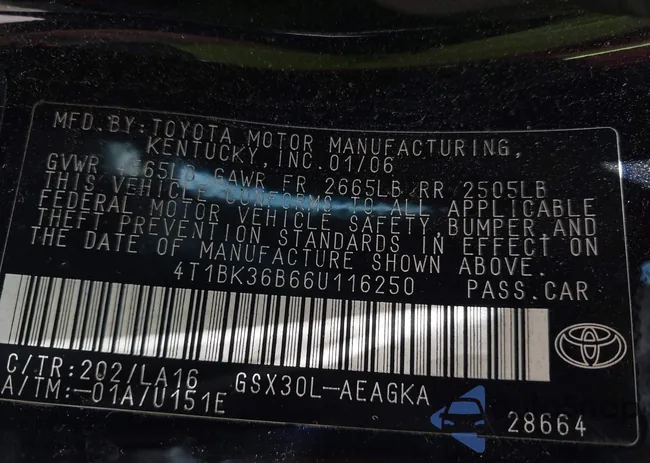 MFD.BY:TOYOTA MOTOR MANUFACTURING,
KENTUCKY,INC.01/06
GVWR 4565LB GAWR FR 2665LB RR 2505LB
THIS VEHICLE CONFORMS TO ALL APPLICABLE
FEDERAL MOTOR VEHICLE SAFETY,BUMPER,AND
THEFT PREVENTION STANDARDS IN EFFECT ON
THE DATE OF MANUFACTURE SHOWN ABOVE.
4T1BK36B66U116250 PASS.CAR
C/TR:202/LA16 GSX30L-AEAGKA
A/TM:-01A/U151E
28664